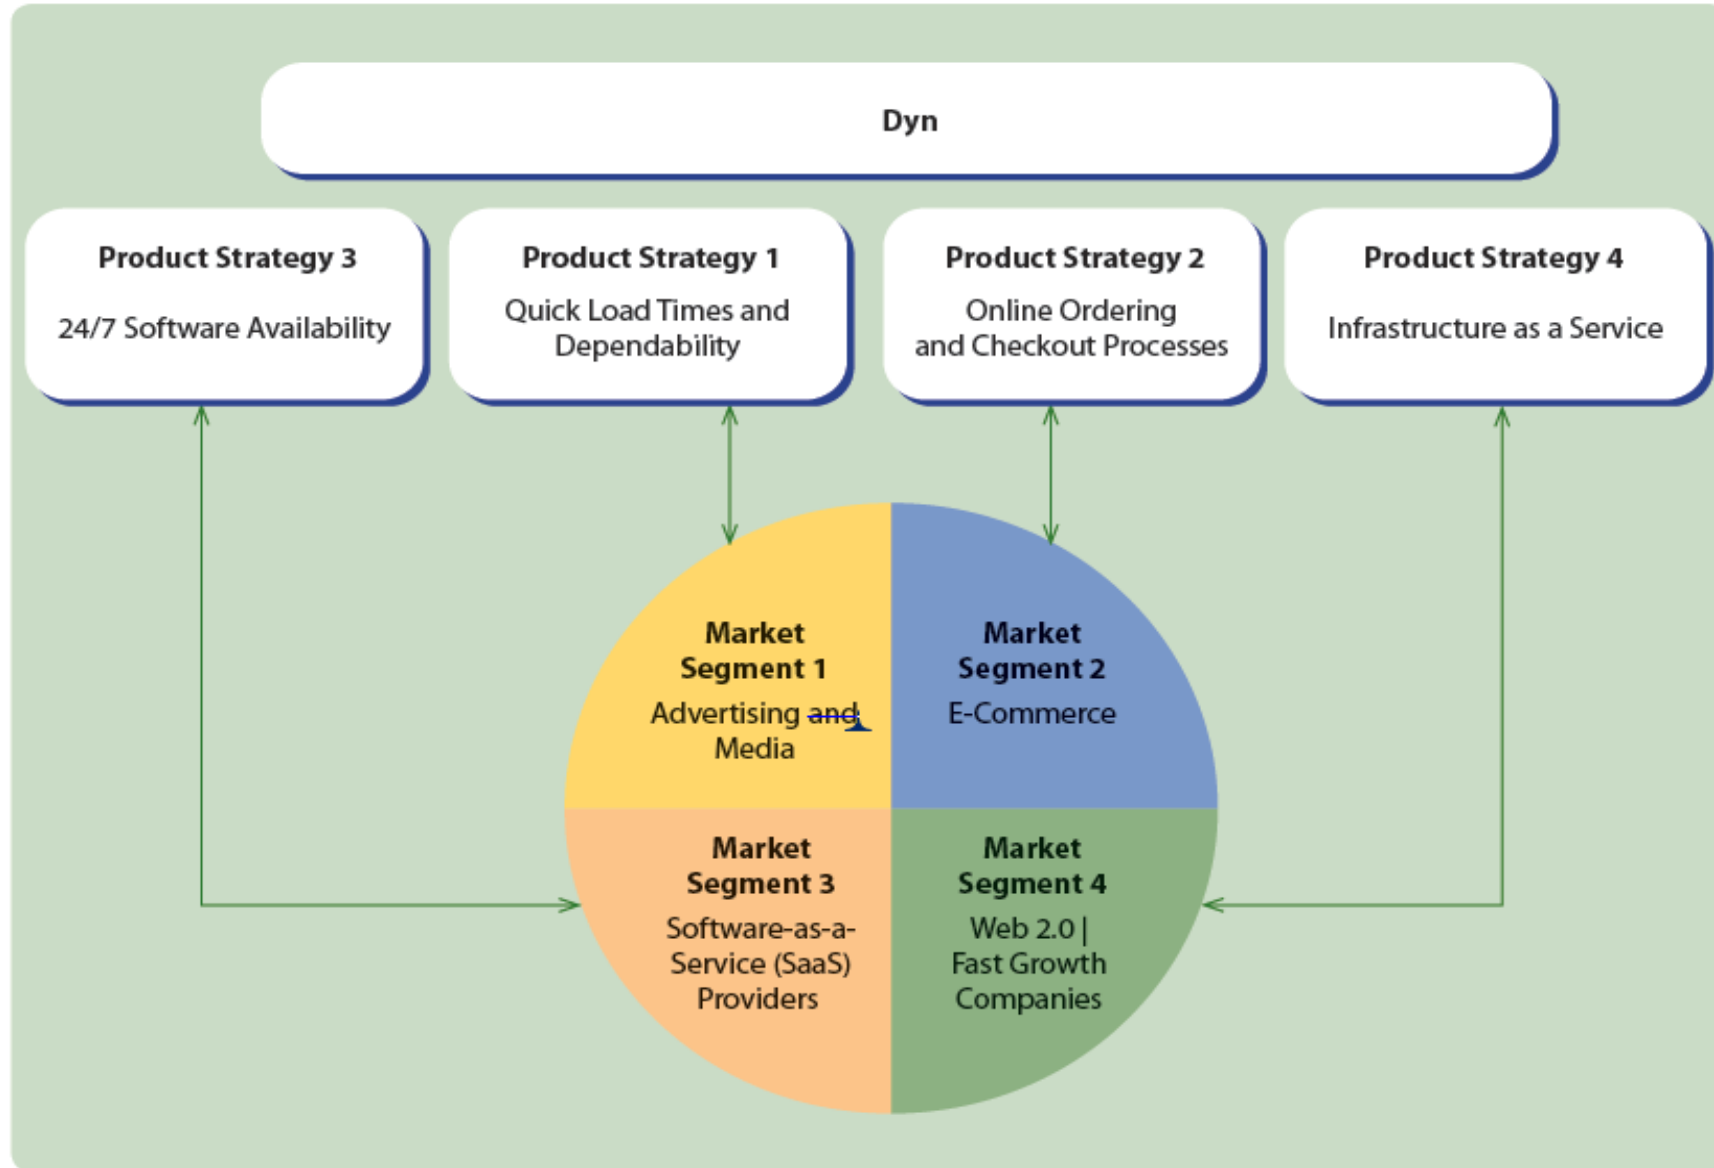 Dyn
Product Strategy 3
24/7 Software Availability
Product Strategy 1
Quick Load Times and
Dependability
Product Strategy 2
Online Ordering
and Checkout Processes
Product Strategy 4
Infrastructure as a Service
Market
Segment 1
Advertising and
Media
Market
Segment 2
E-Commerce
Market
Segment 3
Software-as-a-
Service (SaaS)
Providers
Market
Segment 4
Web 2.0 |
Fast Growth
Companies